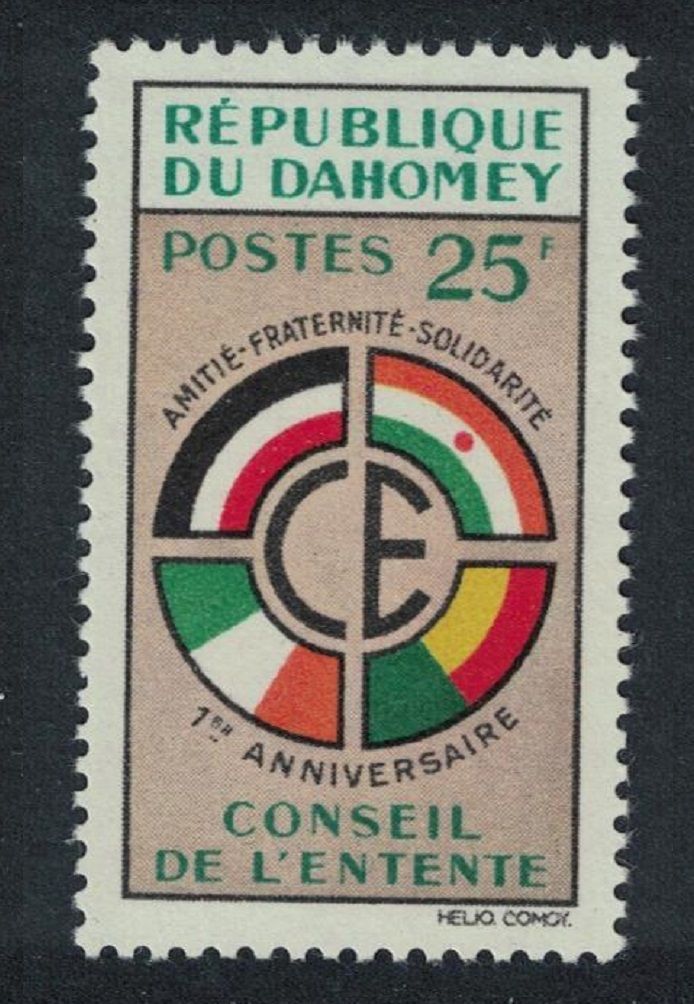 RÉPUBLIQUE
DU DAHOMEY
POSTES 25F
AMITIÉ-FRATERNITÉ-SOLIDARITÉ
CE
1ER ANNIVERSAIRE
CONSEIL
DE L'ENTENTE
HELIO. COMOY.